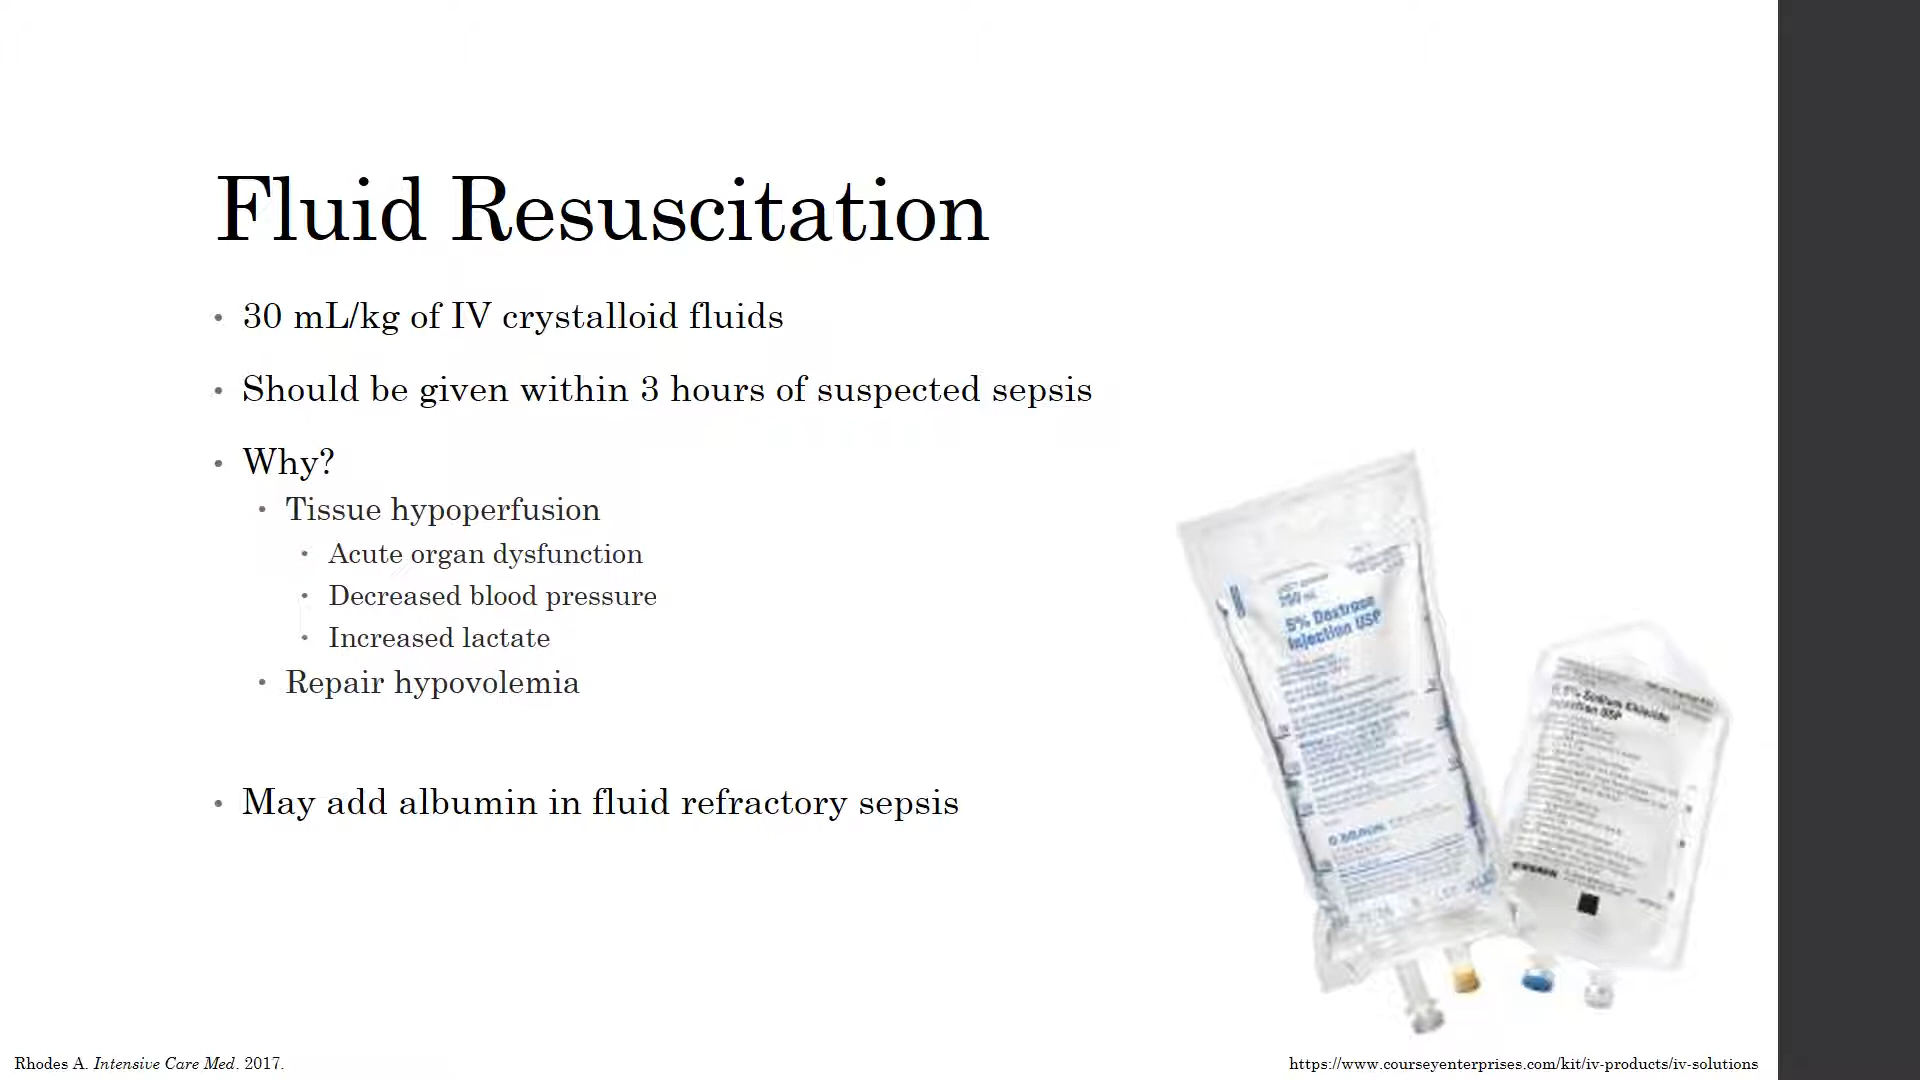 Fluid Resuscitation
• 30 mL/kg of IV crystalloid fluids
• Should be given within 3 hours of suspected sepsis
• Why?
• Tissue hypoperfusion
• Acute organ dysfunction
• Decreased blood pressure
• Increased lactate
• Repair hypovolemia
• May add albumin in fluid refractory sepsis
5% Dextrose
Injection USP
Sodium Chloride
Injection USP
Rhodes A. Intensive Care Med. 2017.
https://www.courseyenterprises.com/kit/iv-products/iv-solutions